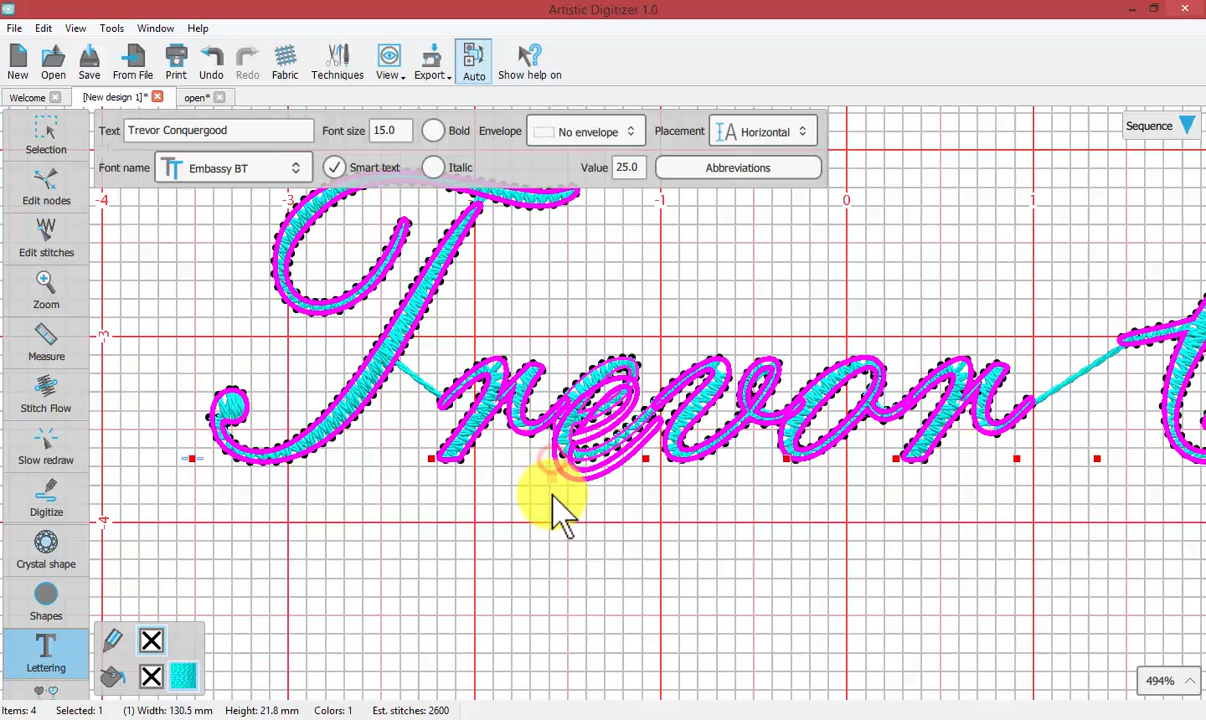 Artistic Digitizer 1.0
File Edit View Tools Window Help
New Open Save From File Print Undo Redo Fabric Techniques View Export Auto Show help on
Welcome [New design 1]* open*
Text Trevor Conquergood Font size 15.0 Bold Envelope No envelope Placement Horizontal
Font name TT Embassy BT Smart text Italic Value 25.0 Abbreviations
Sequence
Selection
Edit nodes
Edit stitches
Zoom
Measure
Stitch Flow
Slow redraw
Digitize
Crystal shape
Shapes
Lettering
-4 -3 -1 0 1
-3
-4
Trevor
494%
Items: 4 Selected: 1 (1) Width: 130.5 mm Height: 21.8 mm Colors: 1 Est. stitches: 2600